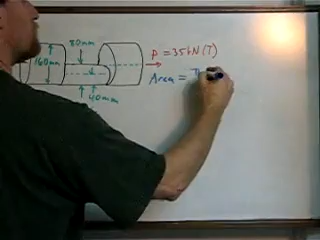 80mm
160mm
P = 35kN(T)
Area = π
40mm